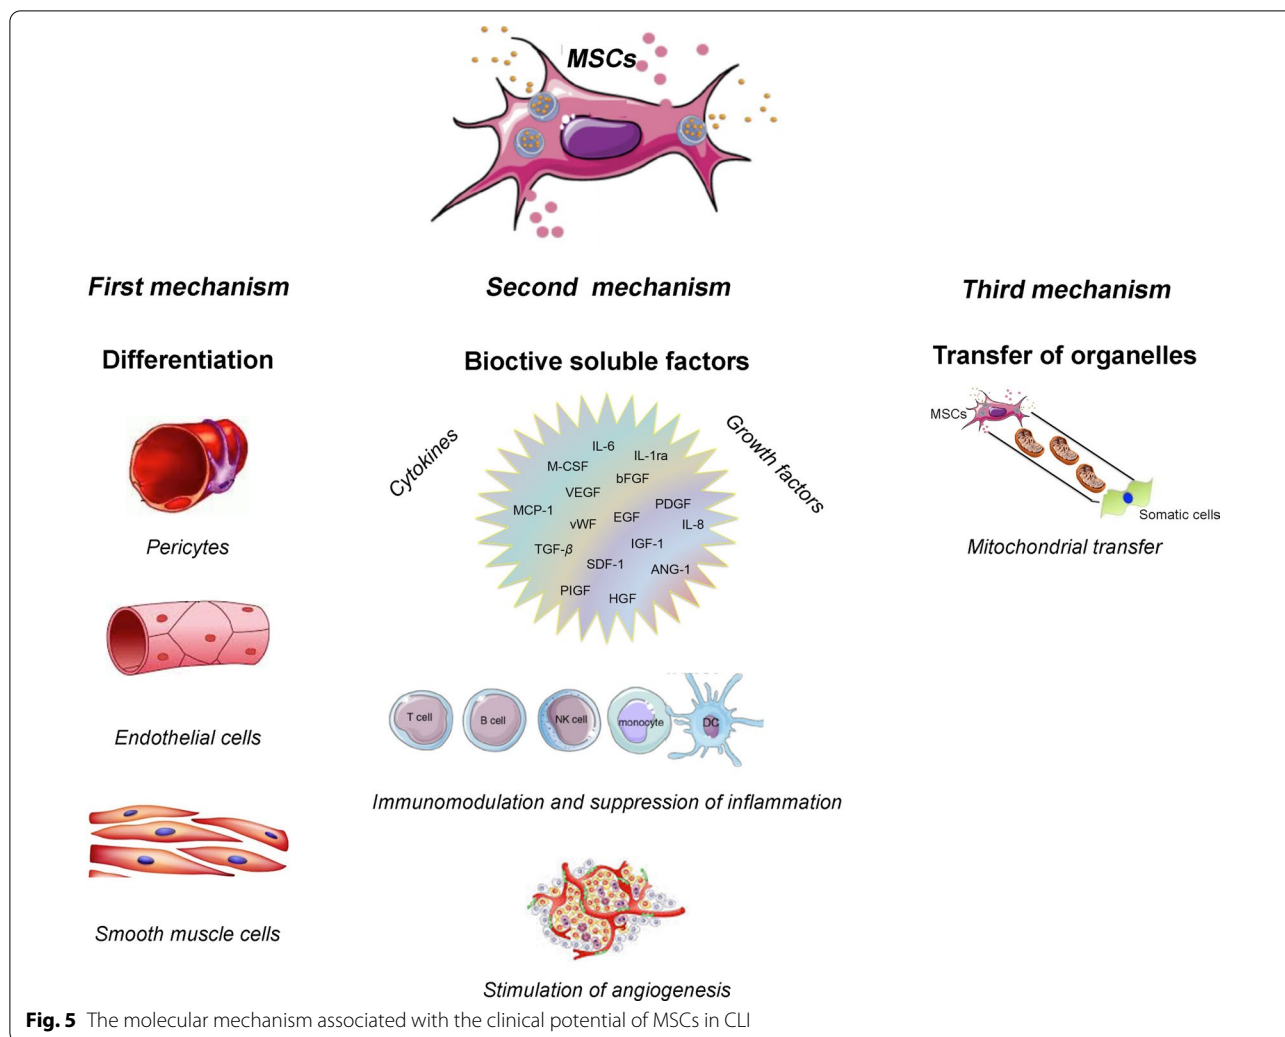 MSCs
First mechanism
Differentiation
Pericytes
Endothelial cells
Smooth muscle cells
Second mechanism
Bioctive soluble factors
Cytokines
Growth factors
IL-6
IL-1ra
M-CSF
bFGF
VEGF
PDGF
MCP-1
EGF
IL-8
vWF
TGF-β
IGF-1
SDF-1
ANG-1
PIGF
HGF
T cell
B cell
NK cell
monocyte
DC
Immunomodulation and suppression of inflammation
Stimulation of angiogenesis
Third mechanism
Transfer of organelles
MSCs
Somatic cells
Mitochondrial transfer
Fig. 5 The molecular mechanism associated with the clinical potential of MSCs in CLI